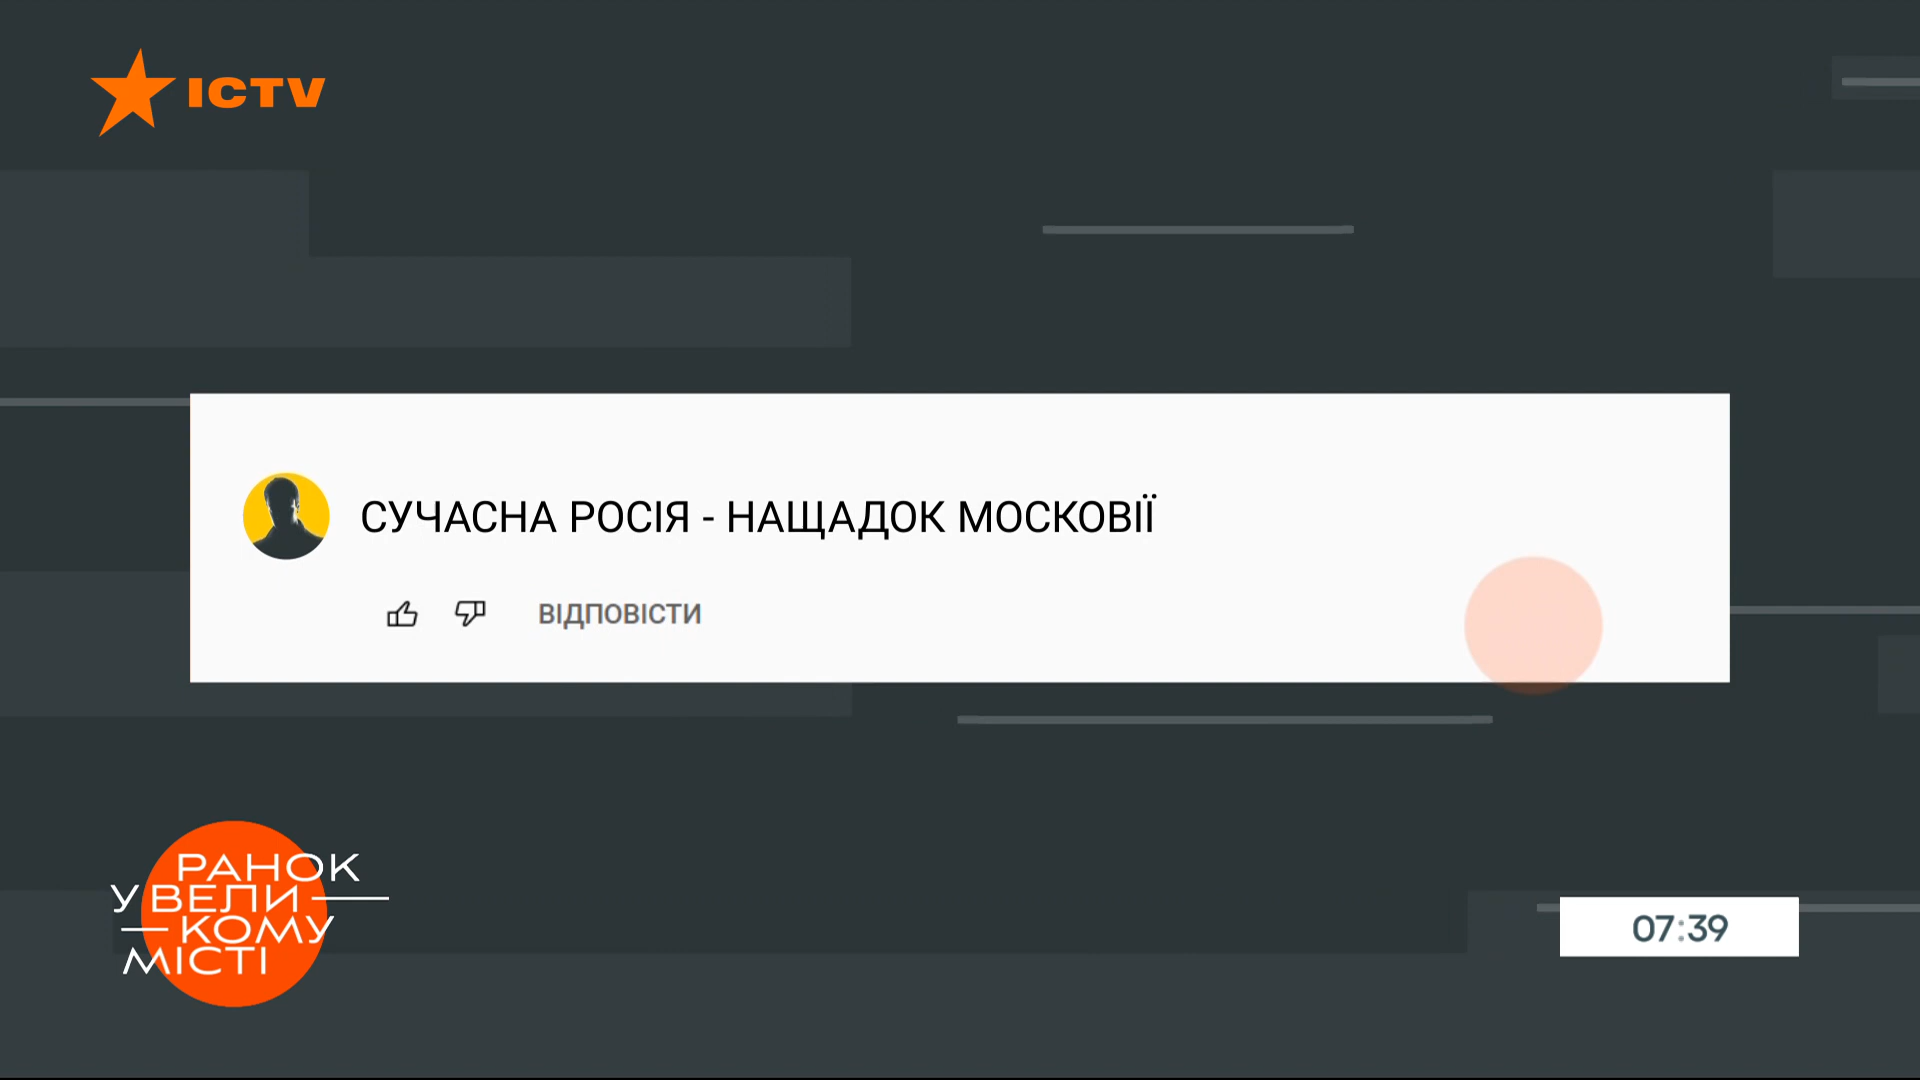 ICTV
СУЧАСНА РОСІЯ - НАЩАДОК МОСКОВІЇ
ВІДПОВІСТИ
РАНОК
У ВЕЛИ
КОМУ
МІСТІ
07:39